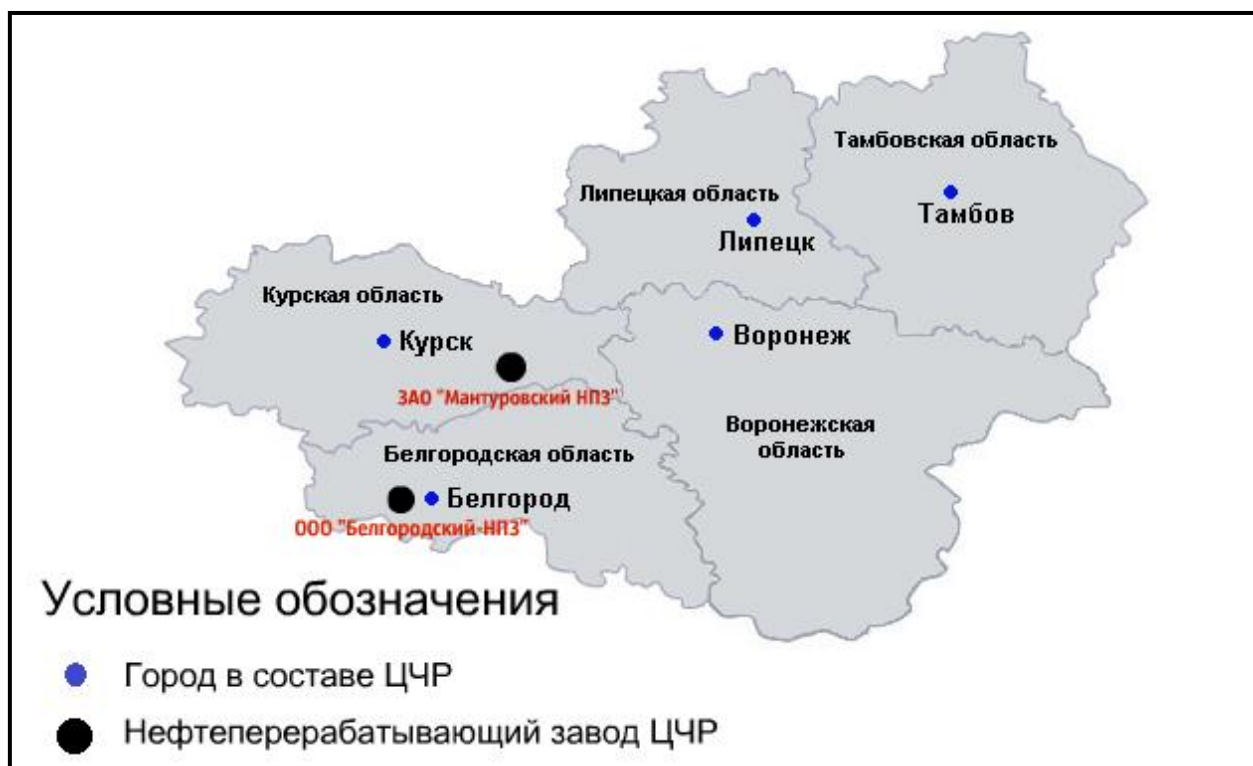 Тамбовская область
Тамбов
Липецкая область
Липецк
Курская область
Курск
ЗАО "Мантуровский НПЗ"
Воронеж
Воронежская
область
Белгородская область
Белгород
ООО "Белгородский-НПЗ"
Условные обозначения
Город в составе ЦЧР
Нефтеперерабатывающий завод ЦЧР